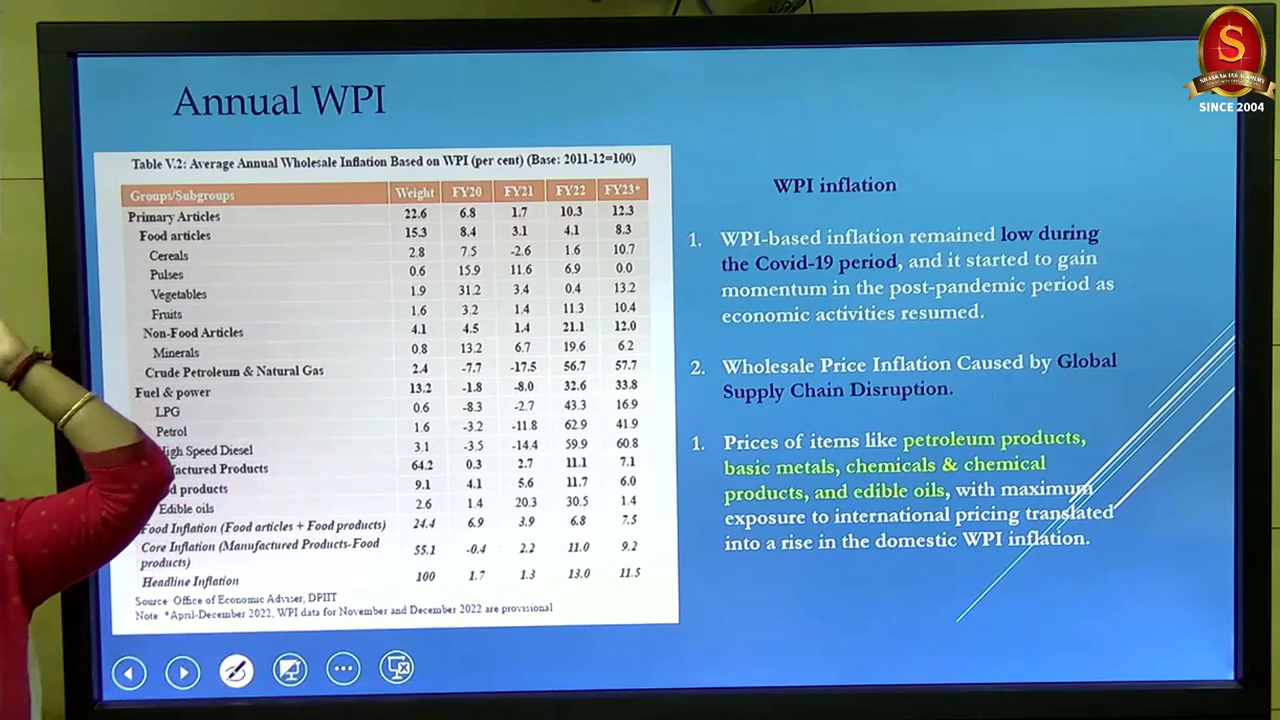 S
SHANKAR IAS ACADEMY
SINCE 2004
Annual WPI
Table V.2: Average Annual Wholesale Inflation Based on WPI (per cent) (Base: 2011-12=100)
Groups/Subgroups Weight FY20 FY21 FY22 FY23*
Primary Articles 22.6 6.8 1.7 10.3 12.3
Food articles 15.3 8.4 3.1 4.1 8.3
Cereals 2.8 7.5 -2.6 1.6 10.7
Pulses 0.6 15.9 11.6 6.9 0.0
Vegetables 1.9 31.2 3.4 0.4 13.2
Fruits 1.6 3.2 1.4 11.3 10.4
Non-Food Articles 4.1 4.5 1.4 21.1 12.0
Minerals 0.8 13.2 6.7 19.6 6.2
Crude Petroleum & Natural Gas 2.4 -7.7 -17.5 56.7 57.7
Fuel & power 13.2 -1.8 -8.0 32.6 33.8
LPG 0.6 -8.3 -2.7 43.3 16.9
Petrol 1.6 -3.2 -11.8 62.9 41.9
High Speed Diesel 3.1 -3.5 -14.4 59.9 60.8
factured Products 64.2 0.3 2.7 11.1 7.1
d products 9.1 4.1 5.6 11.7 6.0
Edible oils 2.6 1.4 20.3 30.5 1.4
Food Inflation (Food articles + Food products) 24.4 6.9 3.9 6.8 7.5
Core Inflation (Manufactured Products-Food
products) 55.1 -0.4 2.2 11.0 9.2
Headline Inflation 100 1.7 1.3 13.0 11.5
Source Office of Economic Adviser, DPIIT
Note *April-December 2022, WPI data for November and December 2022 are provisional
WPI inflation
1. WPI-based inflation remained low during
the Covid-19 period, and it started to gain
momentum in the post-pandemic period as
economic activities resumed.
2. Wholesale Price Inflation Caused by Global
Supply Chain Disruption.
1. Prices of items like petroleum products,
basic metals, chemicals & chemical
products, and edible oils, with maximum
exposure to international pricing translated
into a rise in the domestic WPI inflation.